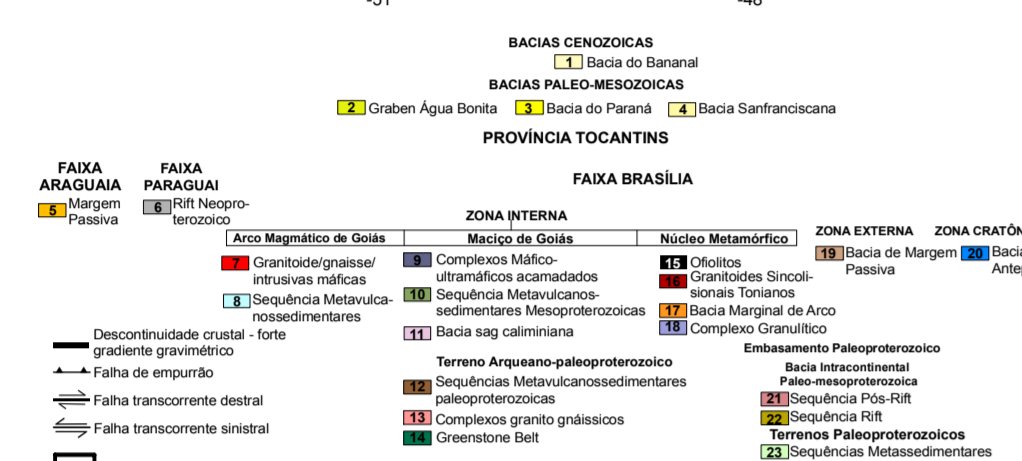 -51 -48
BACIAS CENOZOICAS
1 Bacia do Bananal
BACIAS PALEO-MESOZOICAS
2 Graben Água Bonita 3 Bacia do Paraná 4 Bacia Sanfranciscana
PROVÍNCIA TOCANTINS
FAIXA
ARAGUAIA
5 Margem
Passiva
FAIXA
PARAGUAI
6 Rift Neopro-
terozoico
FAIXA BRASÍLIA
ZONA INTERNA
Arco Magmático de Goiás
7 Granitoide/gnaisse/
intrusivas máficas
8 Sequência Metavulca-
nossedimentares
Maciço de Goiás
9 Complexos Máfico-
ultramáficos acamadados
10 Sequência Metavulcanos-
sedimentares Mesoproterozoicas
11 Bacia sag caliminiana
Terreno Arqueano-paleoproterozoico
12 Sequências Metavulcanossedimentares
paleoproterozoicas
13 Complexos granito gnáissicos
14 Greenstone Belt
Núcleo Metamórfico
15 Ofiolitos
16 Granitoides Sincoli-
sionais Tonianos
17 Bacia Marginal de Arco
18 Complexo Granulítico
ZONA EXTERNA
19 Bacia de Margem
Passiva
ZONA CRATÔN
20 Bacia
Ante
Embasamento Paleoproterozoico
Bacia Intracontinental
Paleo-mesoproterozoica
21 Sequência Pós-Rift
22 Sequência Rift
Terrenos Paleoproterozoicos
23 Sequências Metassedimentares
Descontinuidade crustal - forte
gradiente gravimétrico
Falha de empurrão
Falha transcorrente destral
Falha transcorrente sinistral